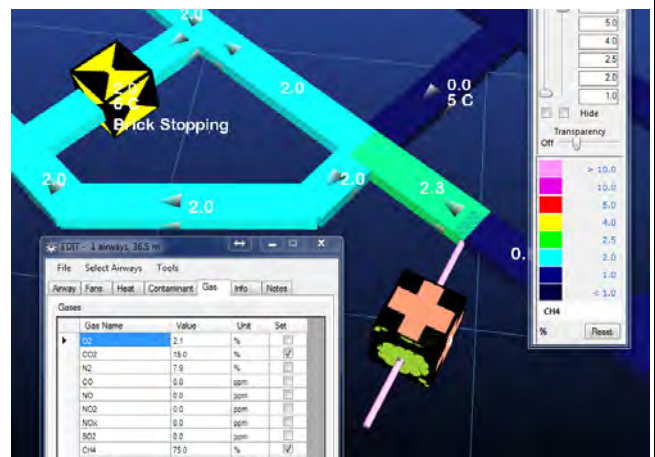 2.0
2.0
2.0
5 C
Brick Stopping
0.0
5 C
2.0
2.0
2.0
2.3
0.
5.0
4.0
2.5
2.0
1.0
Hide
Transparency
Off
> 10.0
10.0
5.0
4.0
2.5
2.0
1.0
< 1.0
CH4
% Reset
EDIT - 1 airways, 36.5 m
File Select Airways Tools
Airway Fans Heat Contaminant Gas Info Notes
Gases
Gas Name Value Unit Set
O2 2.1 %
CO2 15.0 %
N2 7.9 %
CO 0.0 ppm
NO 0.0 ppm
NO2 0.0 ppm
NOx 0.0 ppm
SO2 0.0 ppm
CH4 75.0 %